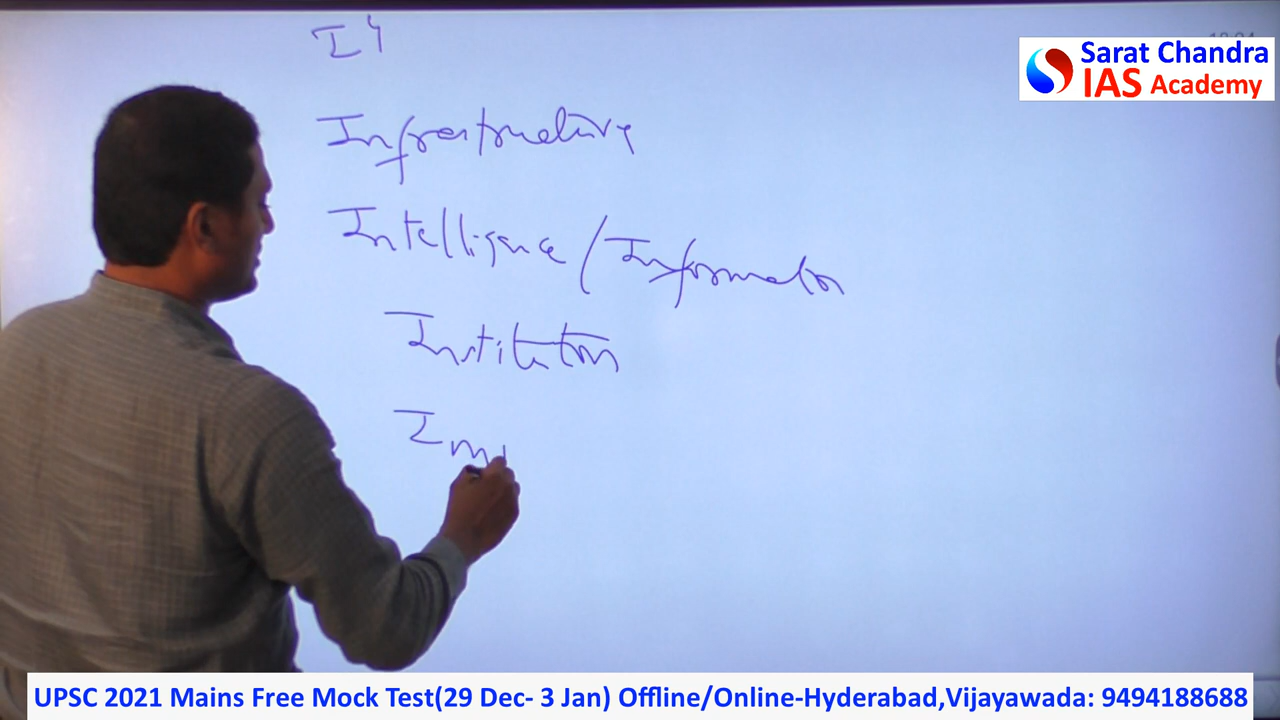 I4
Sarat Chandra
IAS Academy
Infrastructure
Intelligence/Information
Institution
Im
UPSC 2021 Mains Free Mock Test(29 Dec- 3 Jan) Offline/Online-Hyderabad,Vijayawada: 9494188688